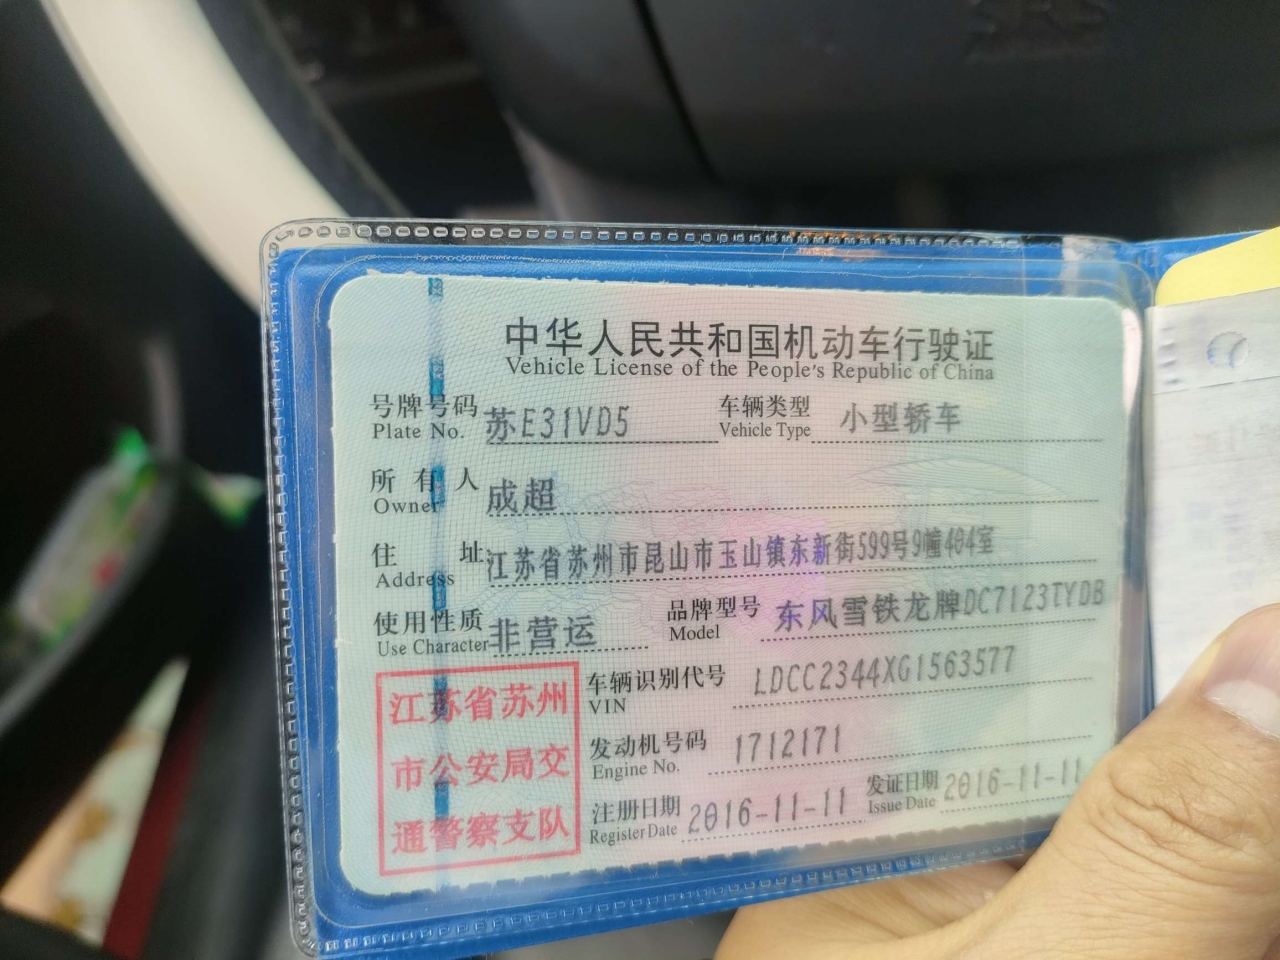 SRS
中华人民共和国机动车行驶证
Vehicle License of the People's Republic of China
号牌号码 苏E31VD5 车辆类型 小型轿车
Plate No. Vehicle Type
所有人 成超
Owner
住址 江苏省苏州市昆山市玉山镇东新街599号9幢404室
Address
使用性质 非营运 品牌型号 东风雪铁龙牌DC7123TYDB
Use Character Model
江苏省苏州
市公安局交
通警察支队
车辆识别代号 LDCC2344XG1563577
VIN
发动机号码 1712171
Engine No.
注册日期 2016-11-11 发证日期 2016-11-11
Register Date Issue Date